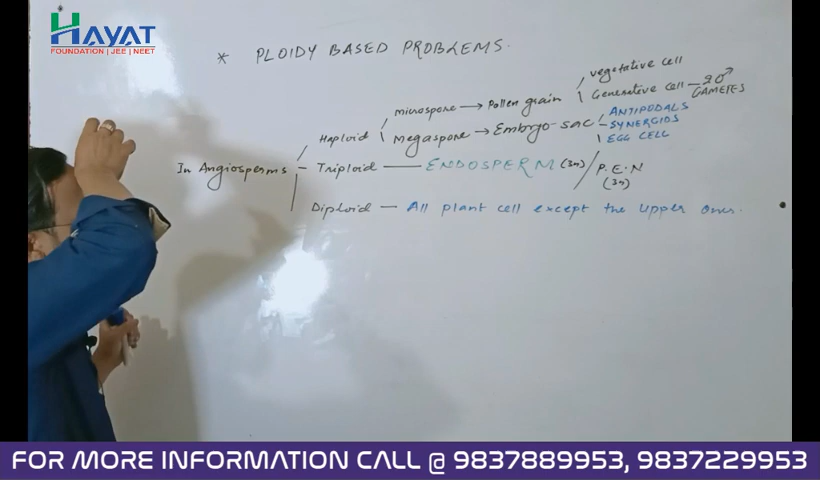 HAYAT
FOUNDATION | JEE | NEET
* PLOIDY BASED PROBLEMS.
vegetative cell
microspore → Pollen grain
Generative cell — 2♂ GAMETES
Haploid
Megaspore → Embryo-sac
ANTIPODALS
SYNERGIDS
EGG CELL
In Angiosperms — Triploid — ENDOSPERM (3n) / P.E.N
(3n)
Diploid — All plant cell except the upper ones.
FOR MORE INFORMATION CALL @ 9837889953, 9837229953